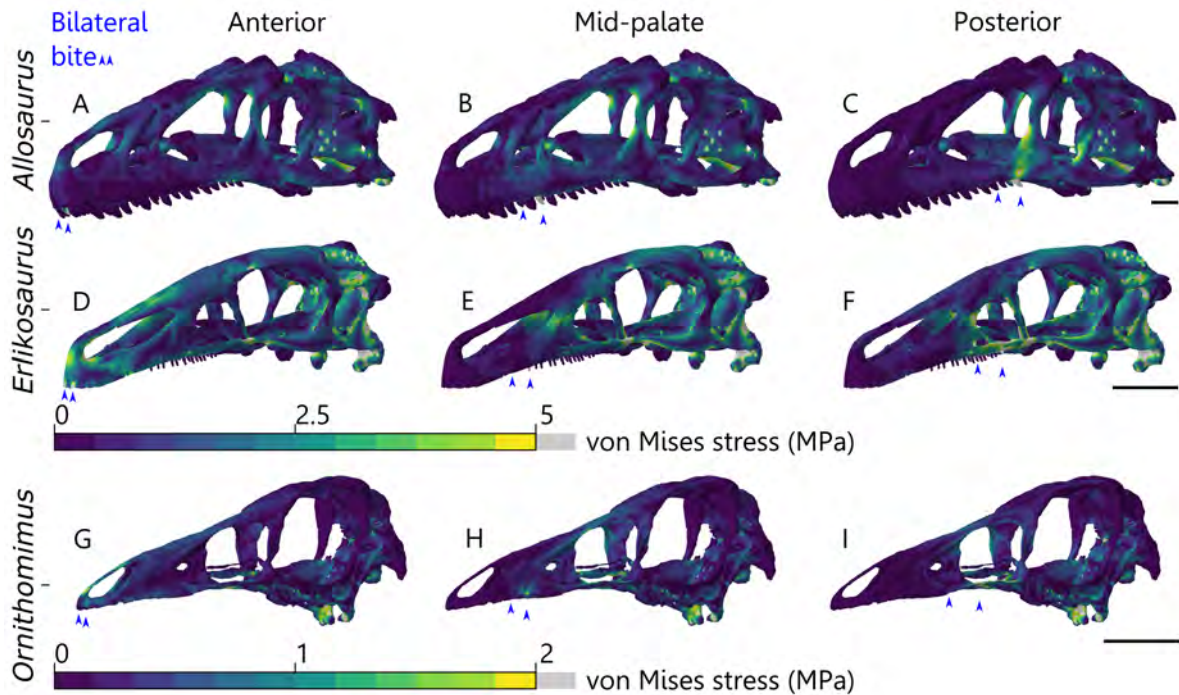 Bilateral bite
Anterior
Mid-palate
Posterior
Allosaurus
A
B
C
Erlikosaurus
D
E
F
0
2.5
5
von Mises stress (MPa)
Ornithomimus
G
H
I
0
1
2
von Mises stress (MPa)